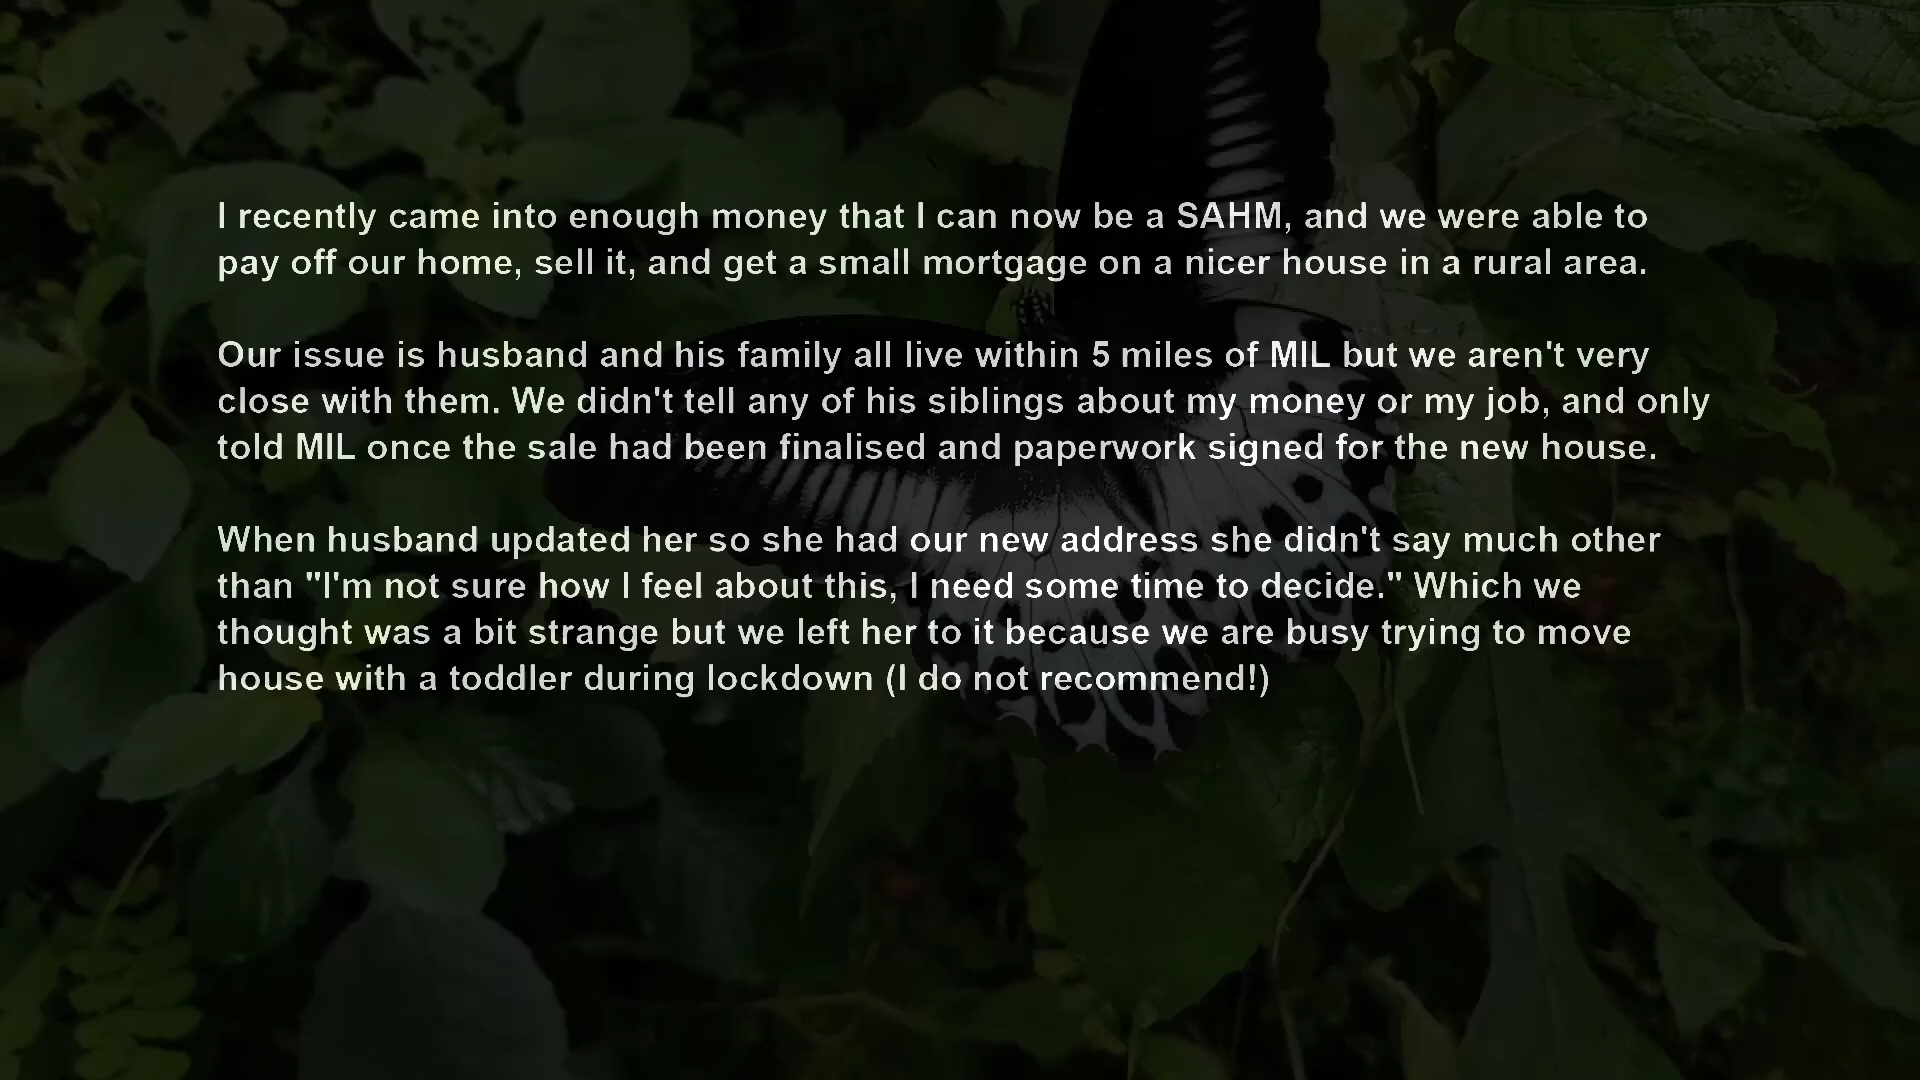 I recently came into enough money that I can now be a SAHM, and we were able to
pay off our home, sell it, and get a small mortgage on a nicer house in a rural area.
Our issue is husband and his family all live within 5 miles of MIL but we aren't very
close with them. We didn't tell any of his siblings about my money or my job, and only
told MIL once the sale had been finalised and paperwork signed for the new house.
When husband updated her so she had our new address she didn't say much other
than "I'm not sure how I feel about this, I need some time to decide." Which we
thought was a bit strange but we left her to it because we are busy trying to move
house with a toddler during lockdown (I do not recommend!)